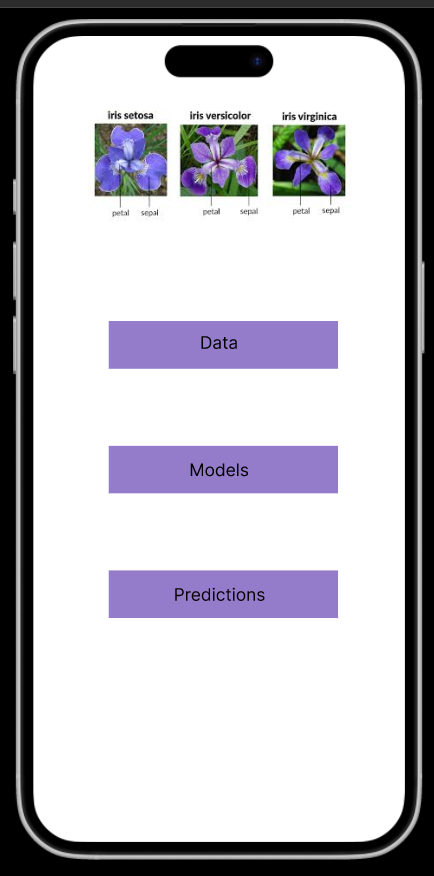 iris setosa iris versicolor iris virginica
petal sepal petal sepal petal sepal
Data
Models
Predictions